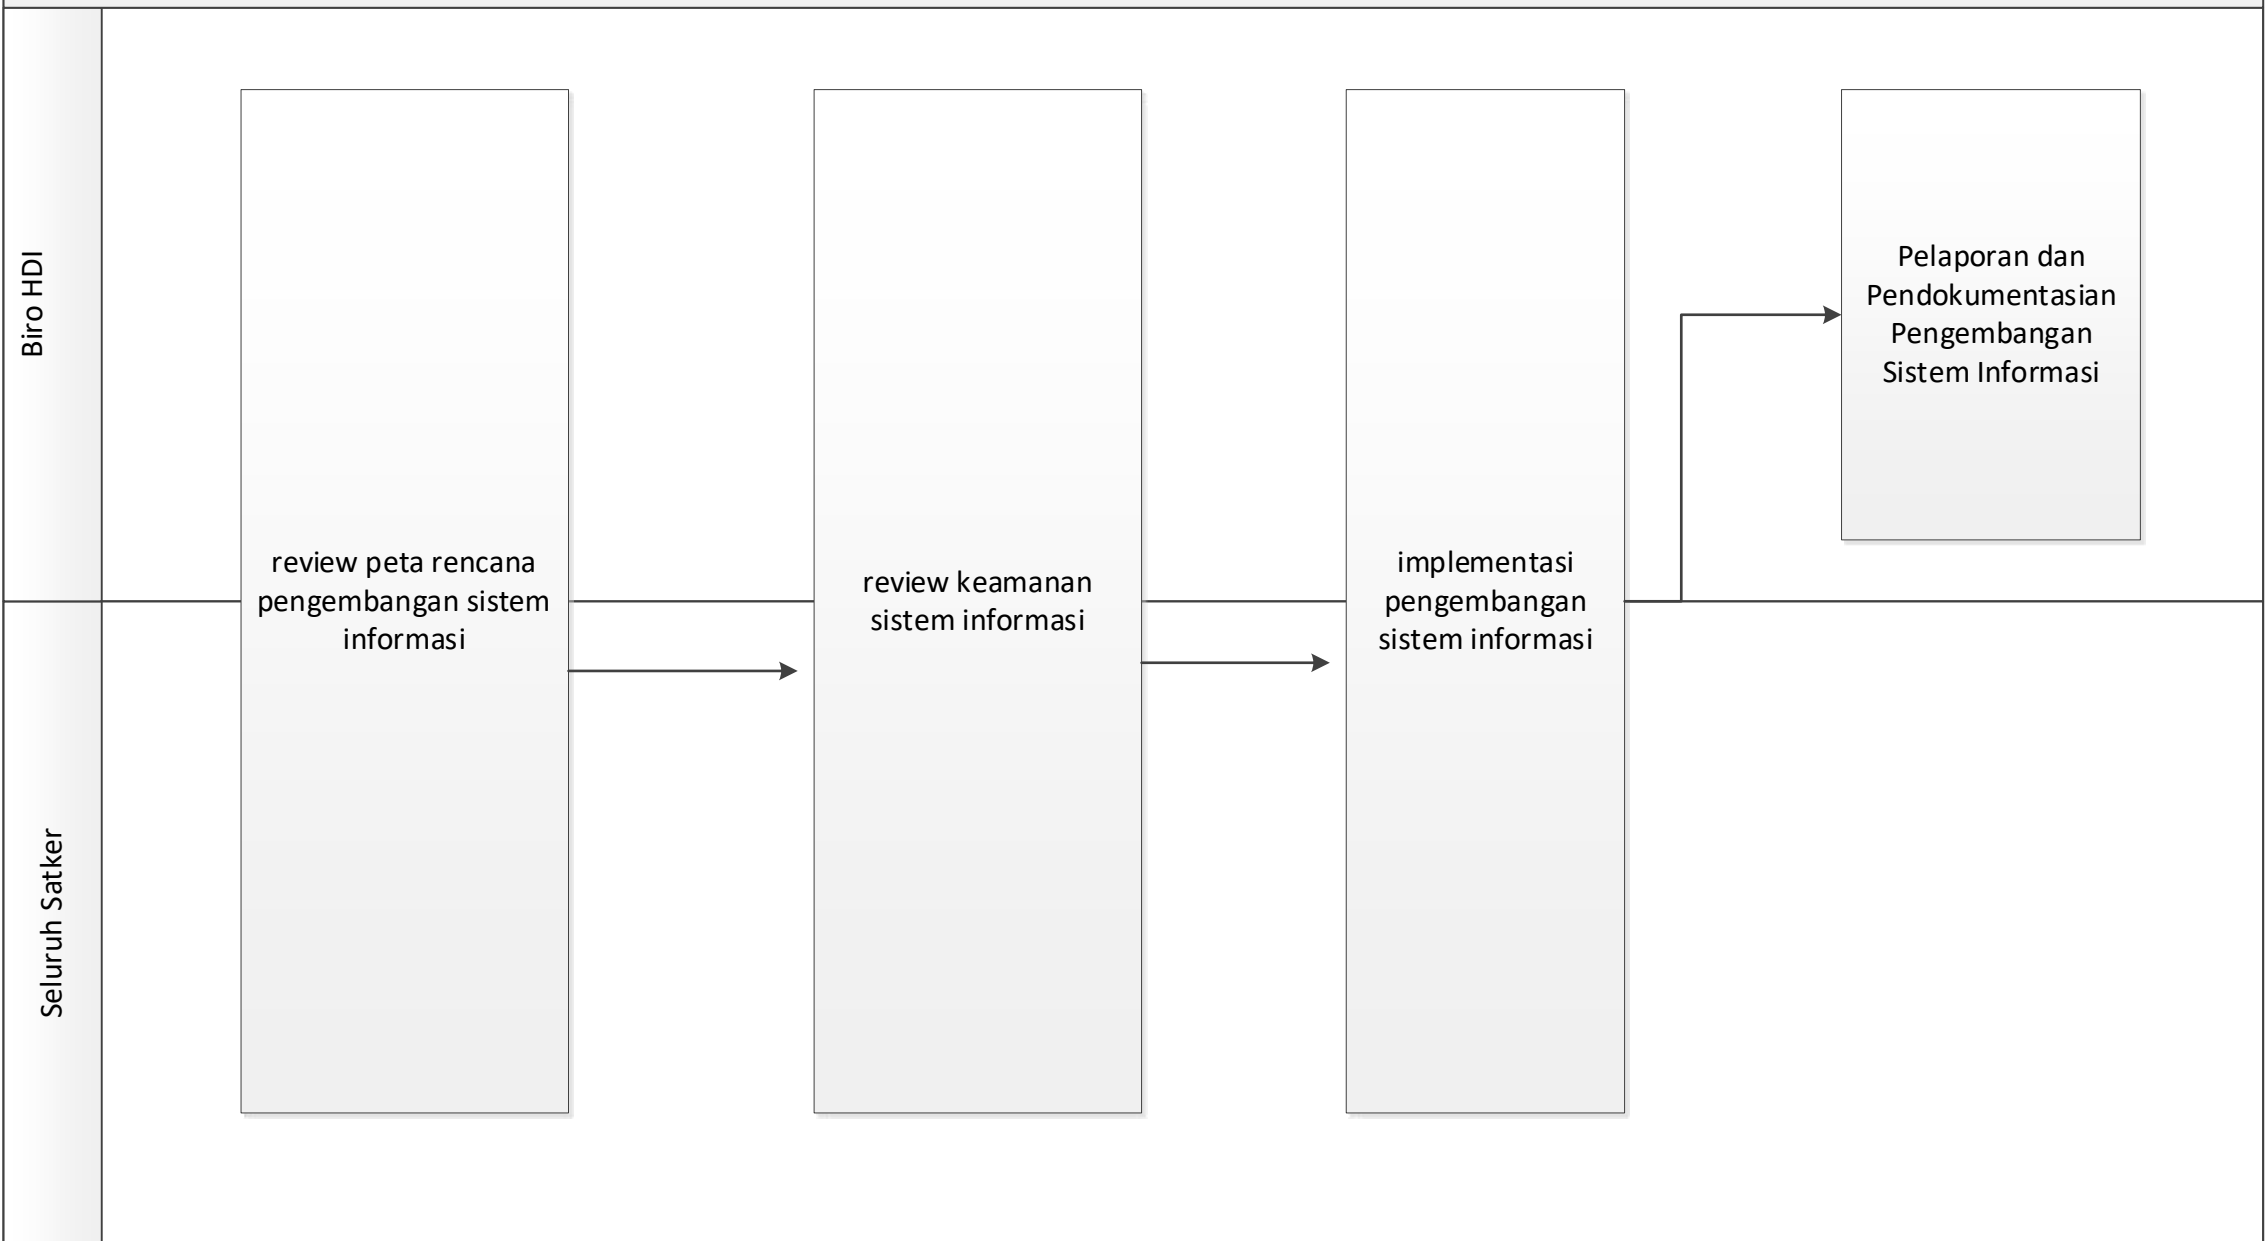 Biro HDI
review peta rencana
pengembangan sistem
informasi
review keamanan
sistem informasi
implementasi
pengembangan
sistem informasi
Pelaporan dan
Pendokumentasian
Pengembangan
Sistem Informasi
Seluruh Satker